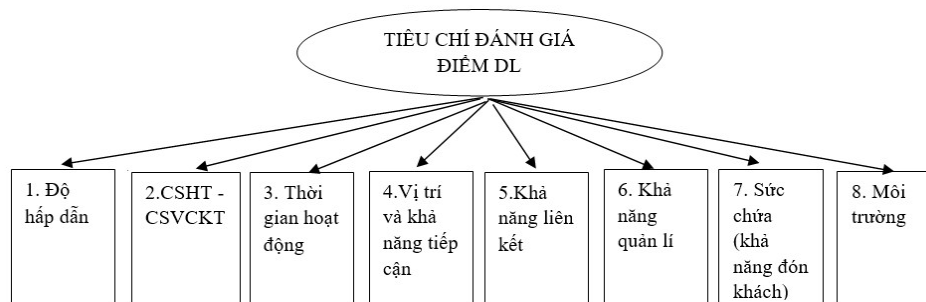 TIÊU CHÍ ĐÁNH GIÁ
ĐIỂM DL
1. Độ
hấp dẫn
2.CSHT -
CSVCKT
3. Thời
gian hoạt
động
4.Vị trí
và khả
năng tiếp
cận
5.Khả
năng liên
kết
6. Khả
năng
quản lí
7. Sức
chứa
(khả
năng đón
khách)
8. Môi
trường